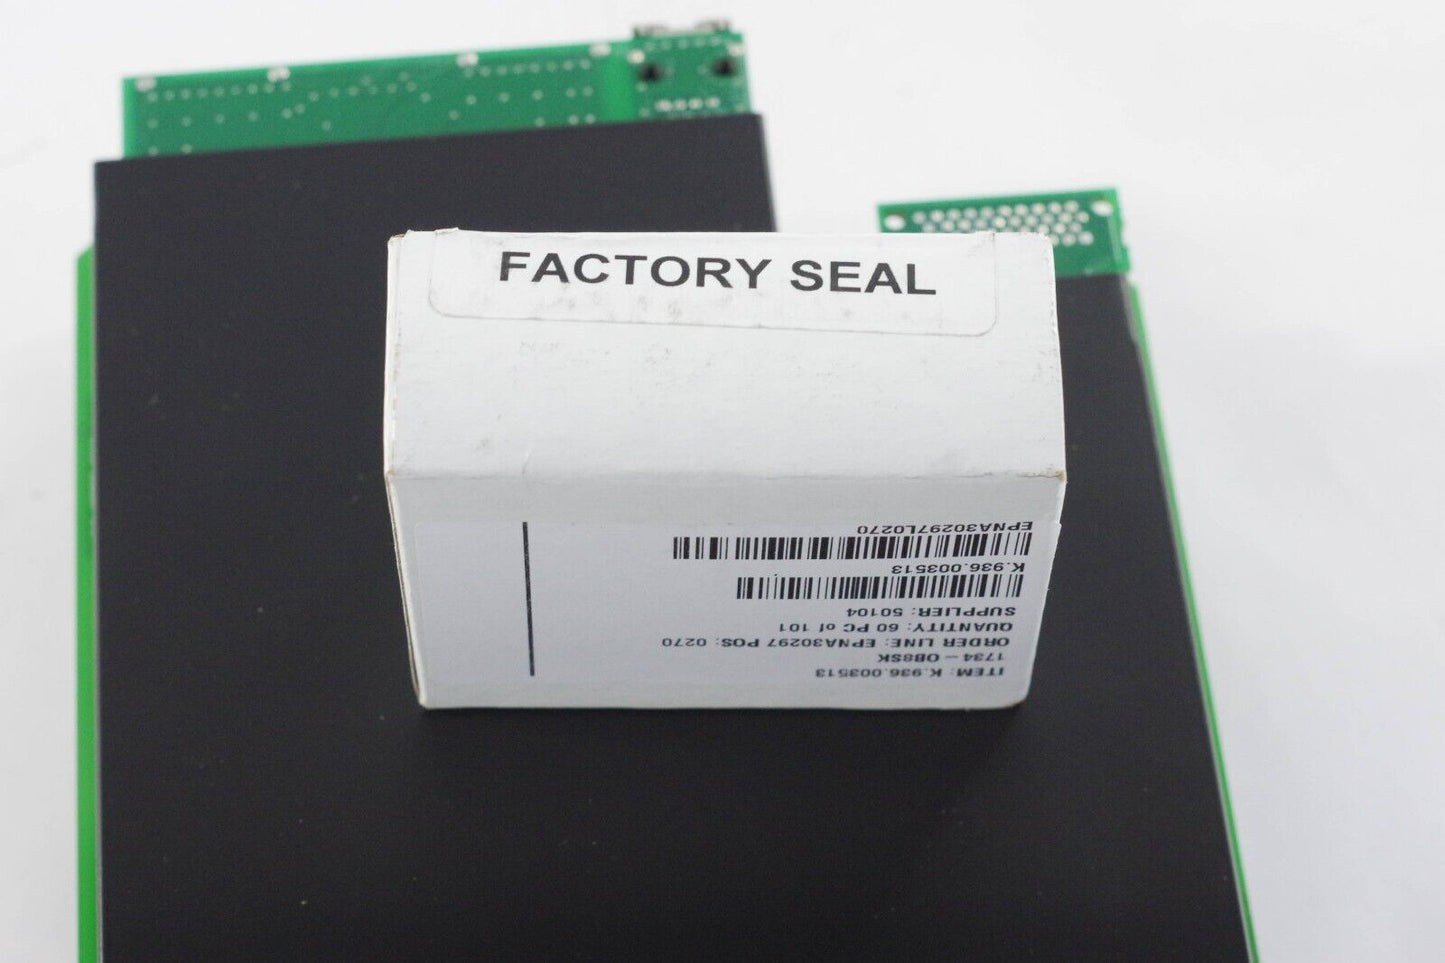 FACTORY SEAL
ITEM: K.936.003513
1734-OB8SK
ORDER LINE: EPNA30297 POS: 0270
QUANTITY: 60 PC of 101
SUPPLIER: 50104
K.936.003513
EPNA30297L0270